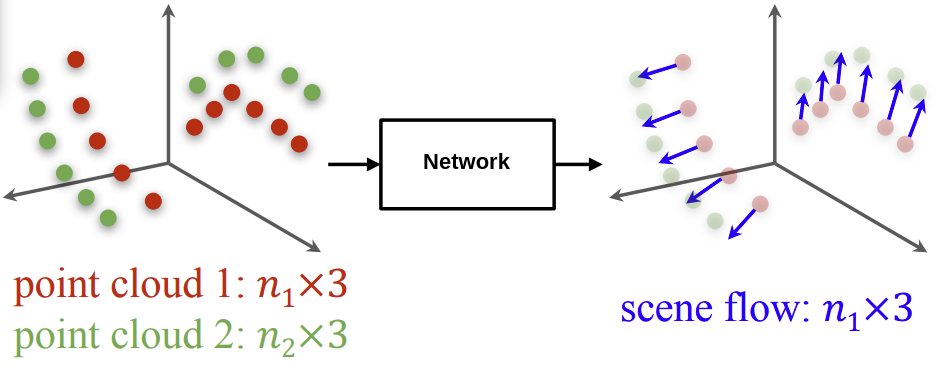 Network
point cloud 1: n₁×3
point cloud 2: n₂×3
scene flow: n₁×3